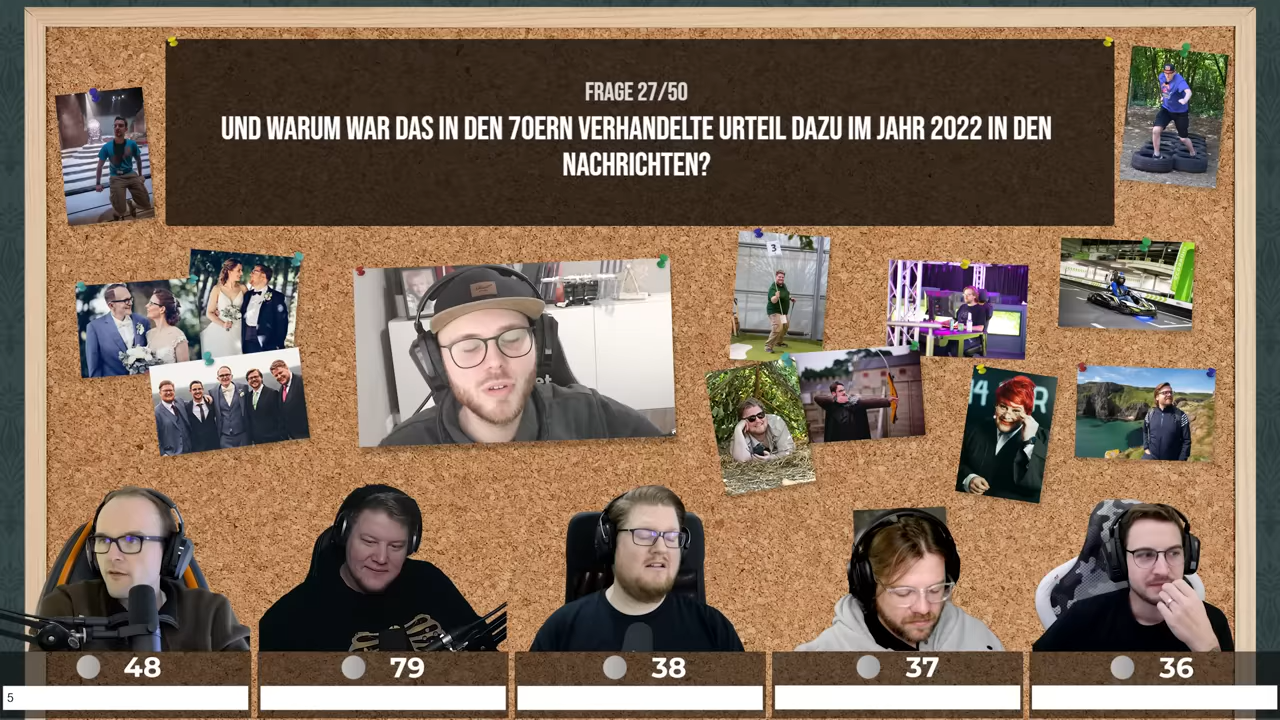 FRAGE 27/50
UND WARUM WAR DAS IN DEN 70ERN VERHANDELTE URTEIL DAZU IM JAHR 2022 IN DEN
NACHRICHTEN?
3
48
79
38
37
36
5